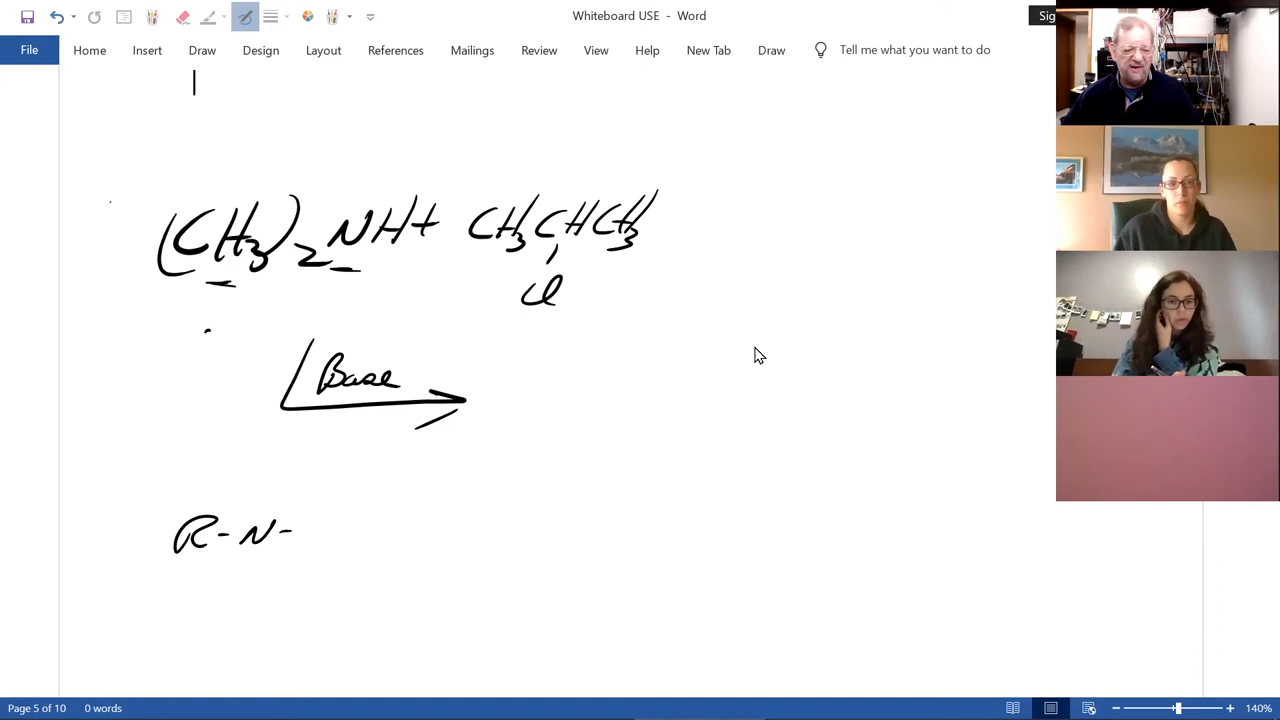 Whiteboard USE - Word
Sig
File Home Insert Draw Design Layout References Mailings Review View Help New Tab Draw Tell me what you want to do
(CH3)2NH + CH3CHCH3
Cl
Base
R-N-
Page 5 of 10 0 words 140%